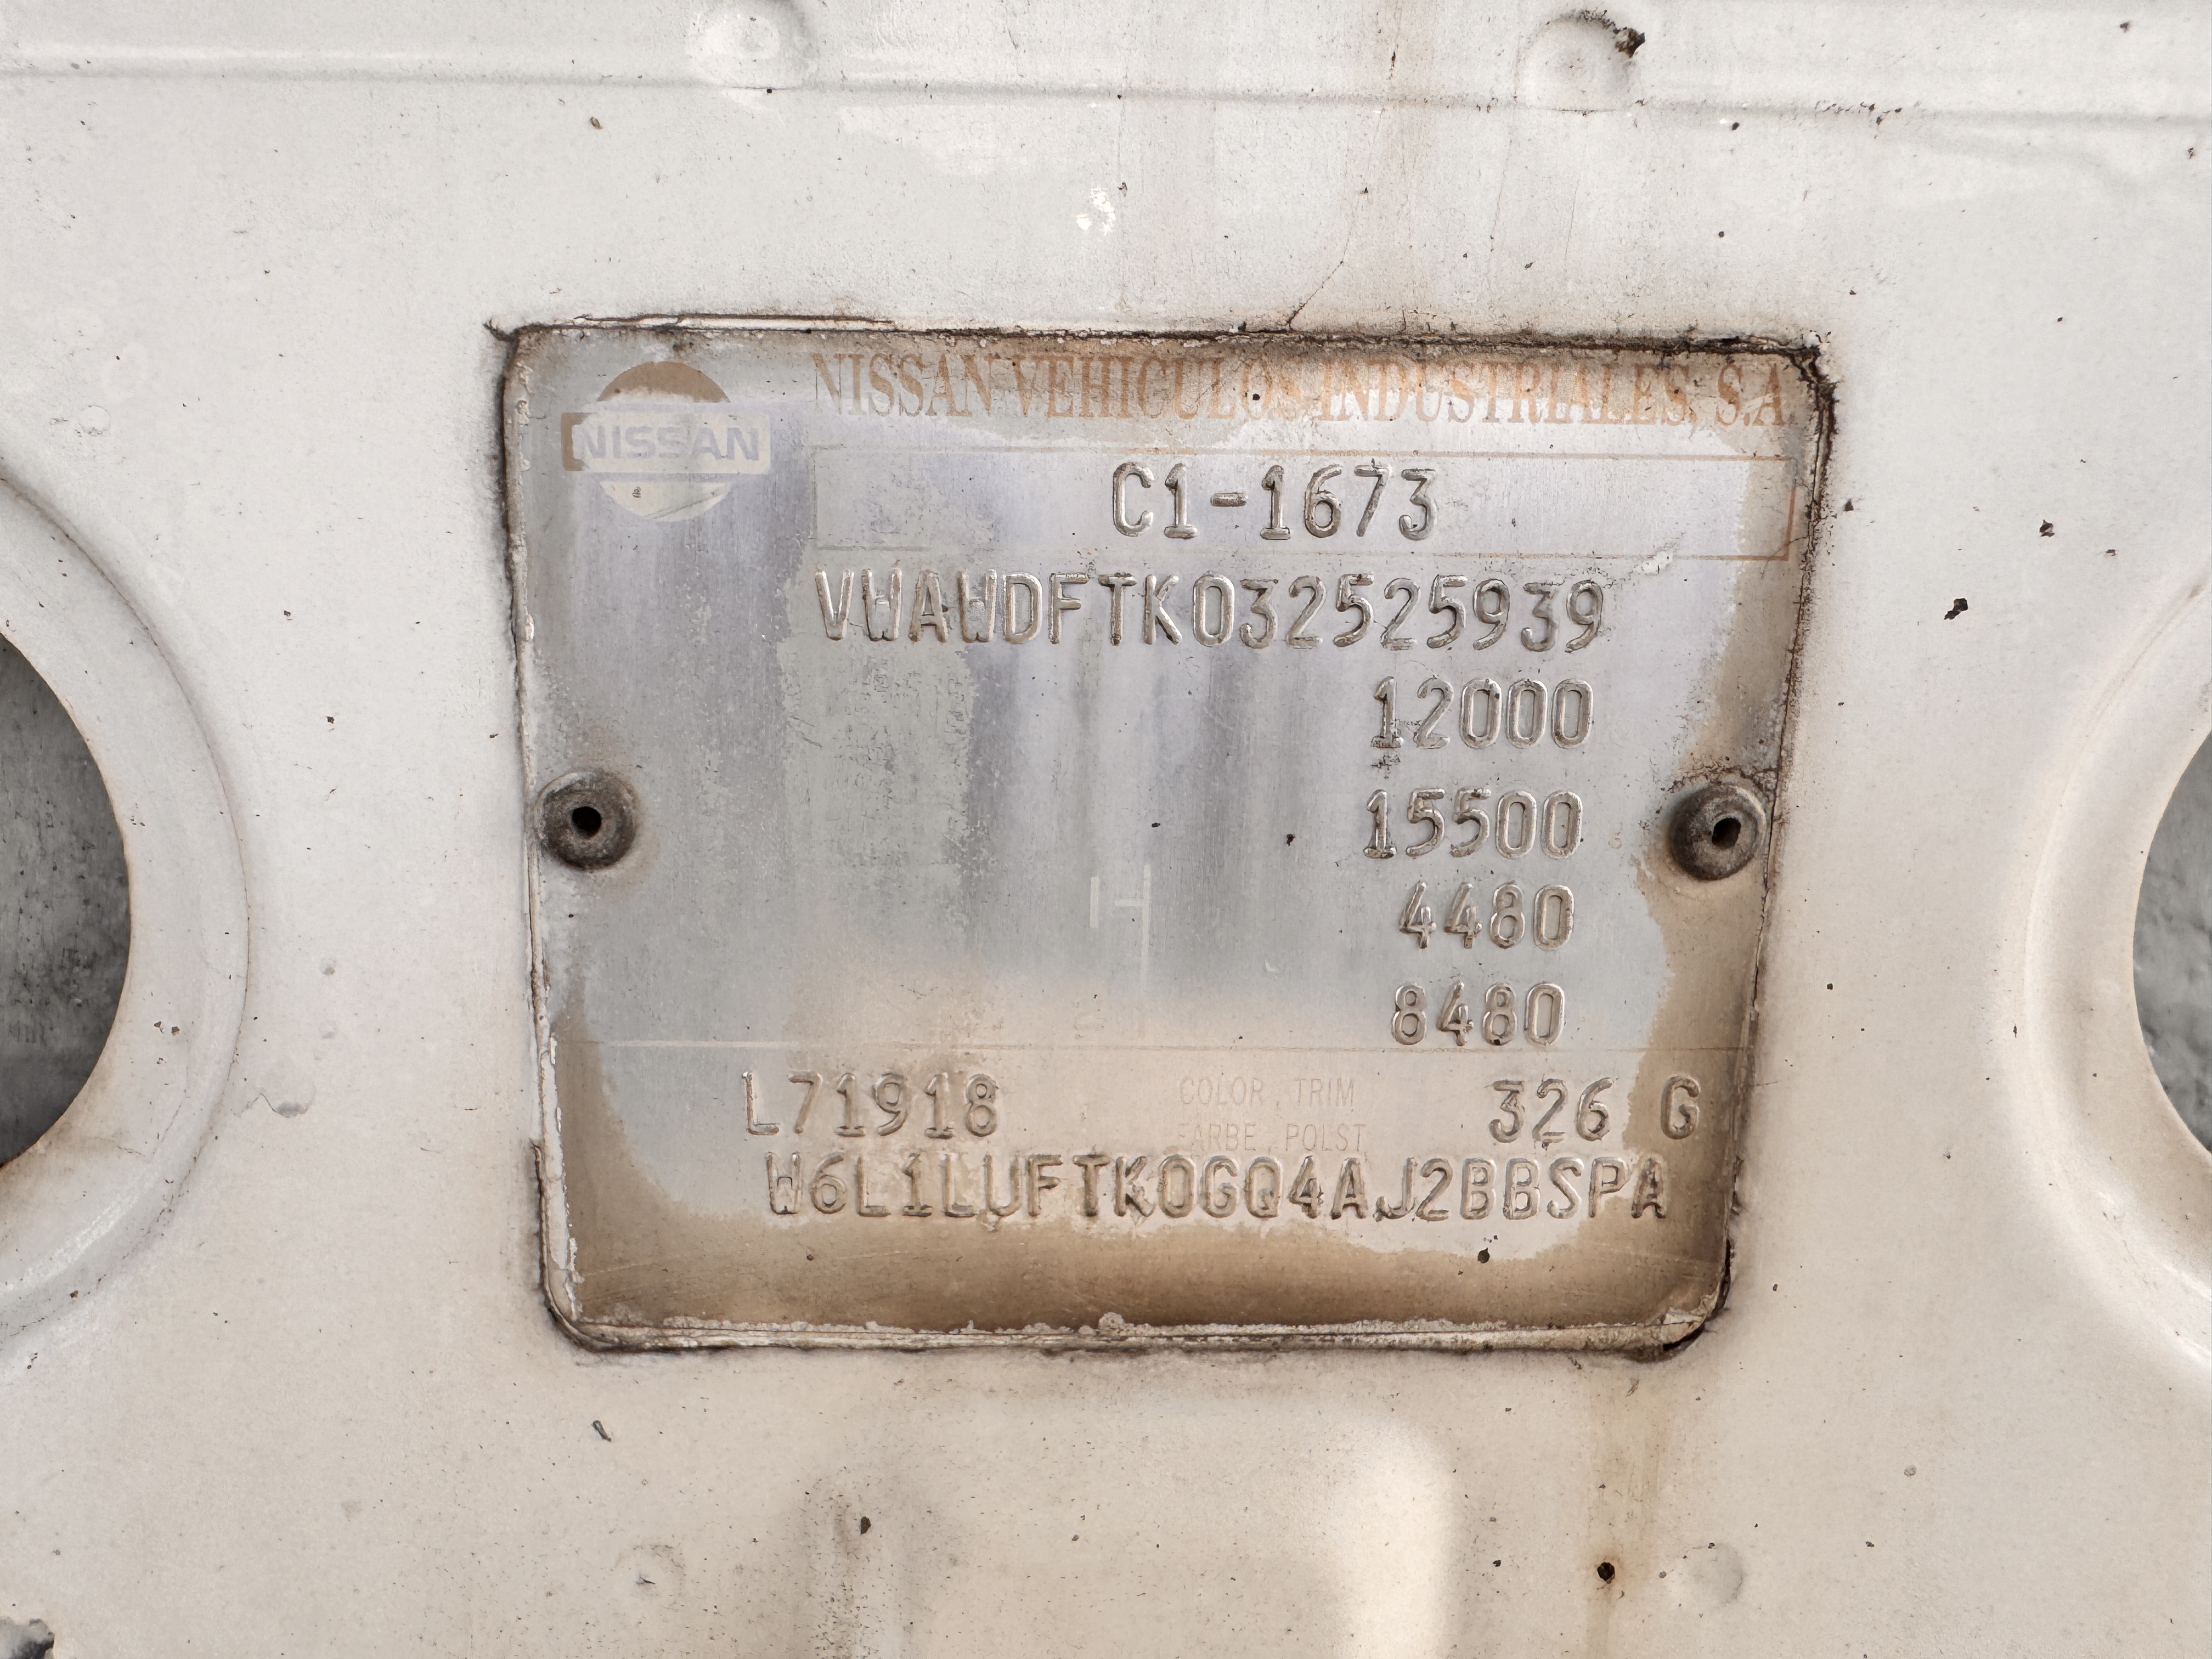 NISSAN VEHICULOS INDUSTRIALES, S.A.
NISSAN
C1-1673
VWAWDFTK032525939
12000
15500
4480
8480
L71918 COLOR, TRIM 326 G
FARBE, POLST
W6L1LUFTK0GQ4AJ2BBSPA